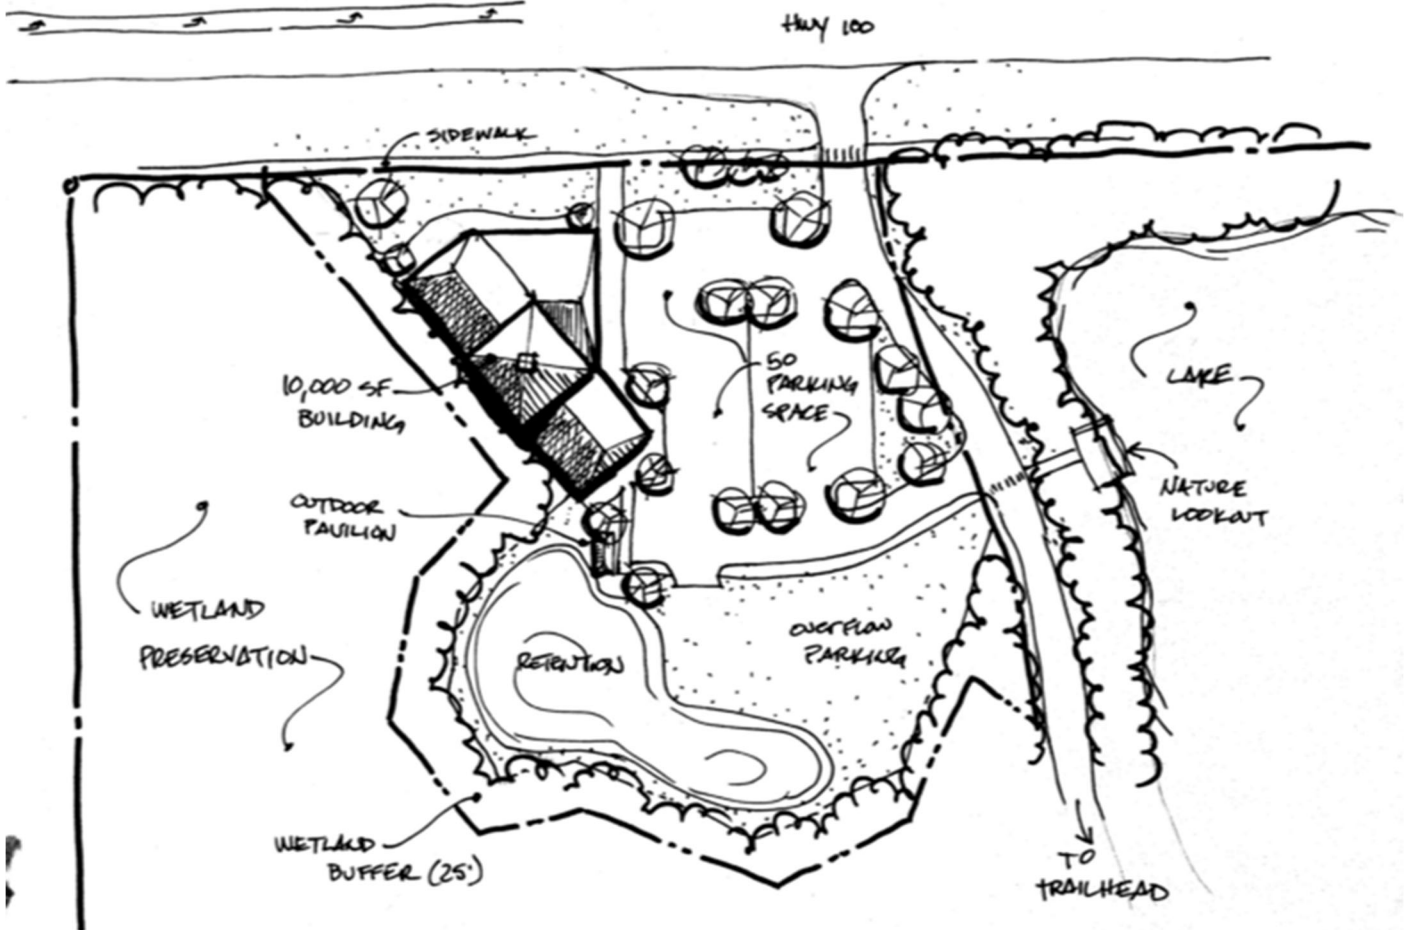 HWY 100
SIDEWALK
10,000 SF
BUILDING
50
PARKING
SPACE
LAKE
NATURE
LOOKOUT
OUTDOOR
PAVILION
WETLAND
PRESERVATION
RETENTION
OVERFLOW
PARKING
WETLAND
BUFFER (25')
TO
TRAILHEAD